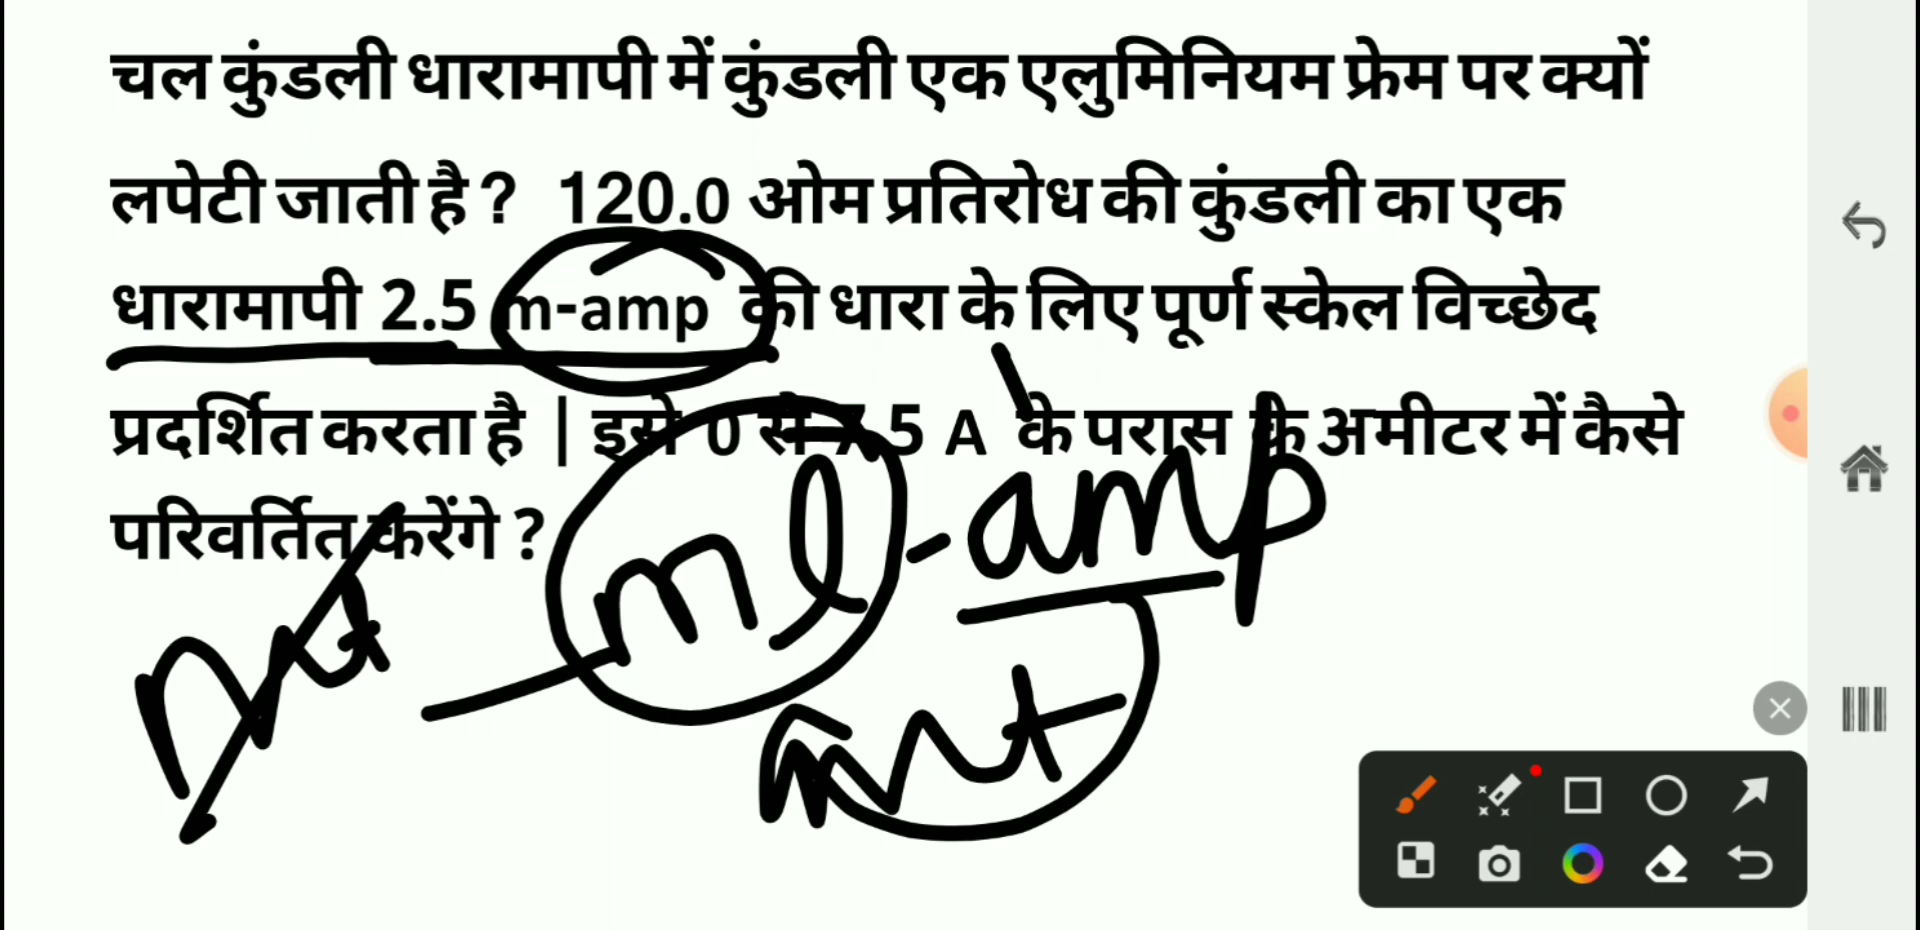 चल कुंडली धारामापी में कुंडली एक एलुमिनियम फ्रेम पर क्यों
लपेटी जाती है ? 120.0 ओम प्रतिरोध की कुंडली का एक
धारामापी 2.5 m-amp की धारा के लिए पूर्ण स्केल विच्छेद
प्रदर्शित करता है | इसे 0 से 7.5 A के परास के अमीटर में कैसे
परिवर्तित करेंगे ?
ml-amp